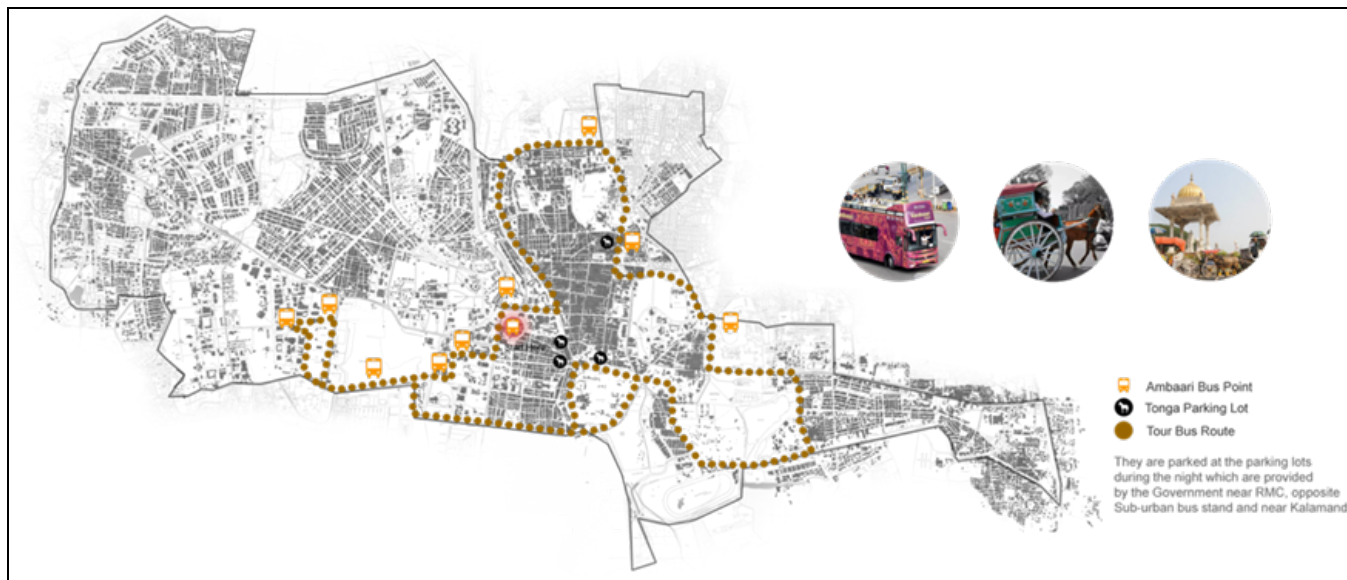 Ambaari Bus Point
Tonga Parking Lot
Tour Bus Route
They are parked at the parking lots
during the night which are provided
by the Government near RMC, opposite
Sub-urban bus stand and near Kalamand